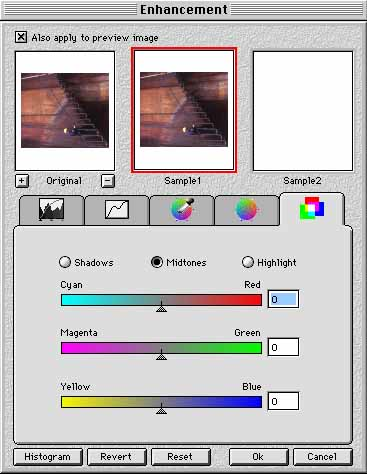 Enhancement
Also apply to preview image
+ Original − Sample1 Sample2
Shadows Midtones Highlight
Cyan Red
0
Magenta Green
0
Yellow Blue
0
Histogram Revert Reset Ok Cancel